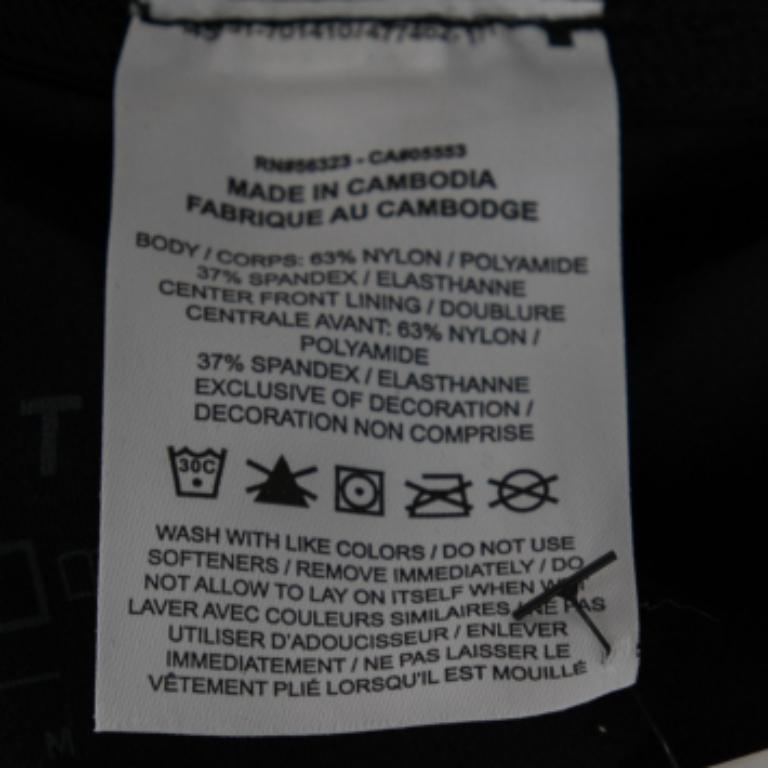 RN#56323 - CA#05553
MADE IN CAMBODIA
FABRIQUE AU CAMBODGE
BODY / CORPS: 63% NYLON / POLYAMIDE
37% SPANDEX / ELASTHANNE
CENTER FRONT LINING / DOUBLURE
CENTRALE AVANT: 63% NYLON /
POLYAMIDE
37% SPANDEX / ELASTHANNE
EXCLUSIVE OF DECORATION /
DECORATION NON COMPRISE
30C
WASH WITH LIKE COLORS / DO NOT USE
SOFTENERS / REMOVE IMMEDIATELY / DO
NOT ALLOW TO LAY ON ITSELF WHEN WET
LAVER AVEC COULEURS SIMILAIRES / NE PAS
UTILISER D'ADOUCISSEUR / ENLEVER
IMMEDIATEMENT / NE PAS LAISSER LE
VÊTEMENT PLIÉ LORSQU'IL EST MOUILLÉ
T
M